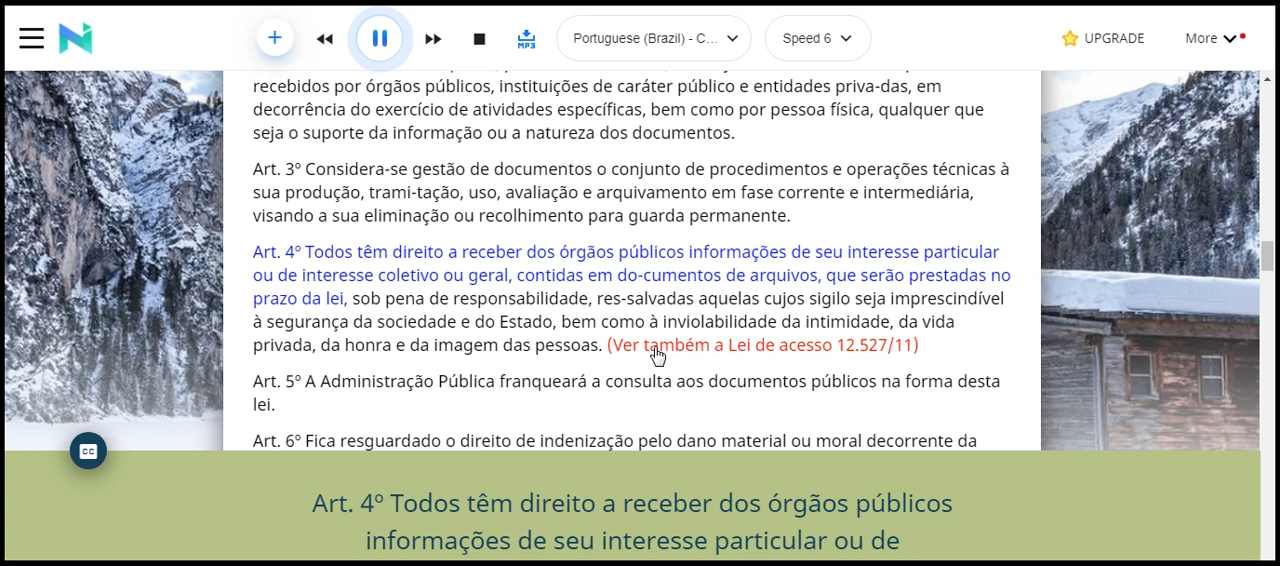 MP3
Portuguese (Brazil) - C...
Speed 6
UPGRADE
More
recebidos por órgãos públicos, instituições de caráter público e entidades priva-das, em
decorrência do exercício de atividades específicas, bem como por pessoa física, qualquer que
seja o suporte da informação ou a natureza dos documentos.
Art. 3º Considera-se gestão de documentos o conjunto de procedimentos e operações técnicas à
sua produção, trami-tação, uso, avaliação e arquivamento em fase corrente e intermediária,
visando a sua eliminação ou recolhimento para guarda permanente.
Art. 4º Todos têm direito a receber dos órgãos públicos informações de seu interesse particular
ou de interesse coletivo ou geral, contidas em do-cumentos de arquivos, que serão prestadas no
prazo da lei, sob pena de responsabilidade, res-salvadas aquelas cujos sigilo seja imprescindível
à segurança da sociedade e do Estado, bem como à inviolabilidade da intimidade, da vida
privada, da honra e da imagem das pessoas. (Ver também a Lei de acesso 12.527/11)
Art. 5º A Administração Pública franqueará a consulta aos documentos públicos na forma desta
lei.
Art. 6º Fica resguardado o direito de indenização pelo dano material ou moral decorrente da
CC
Art. 4º Todos têm direito a receber dos órgãos públicos
informações de seu interesse particular ou de